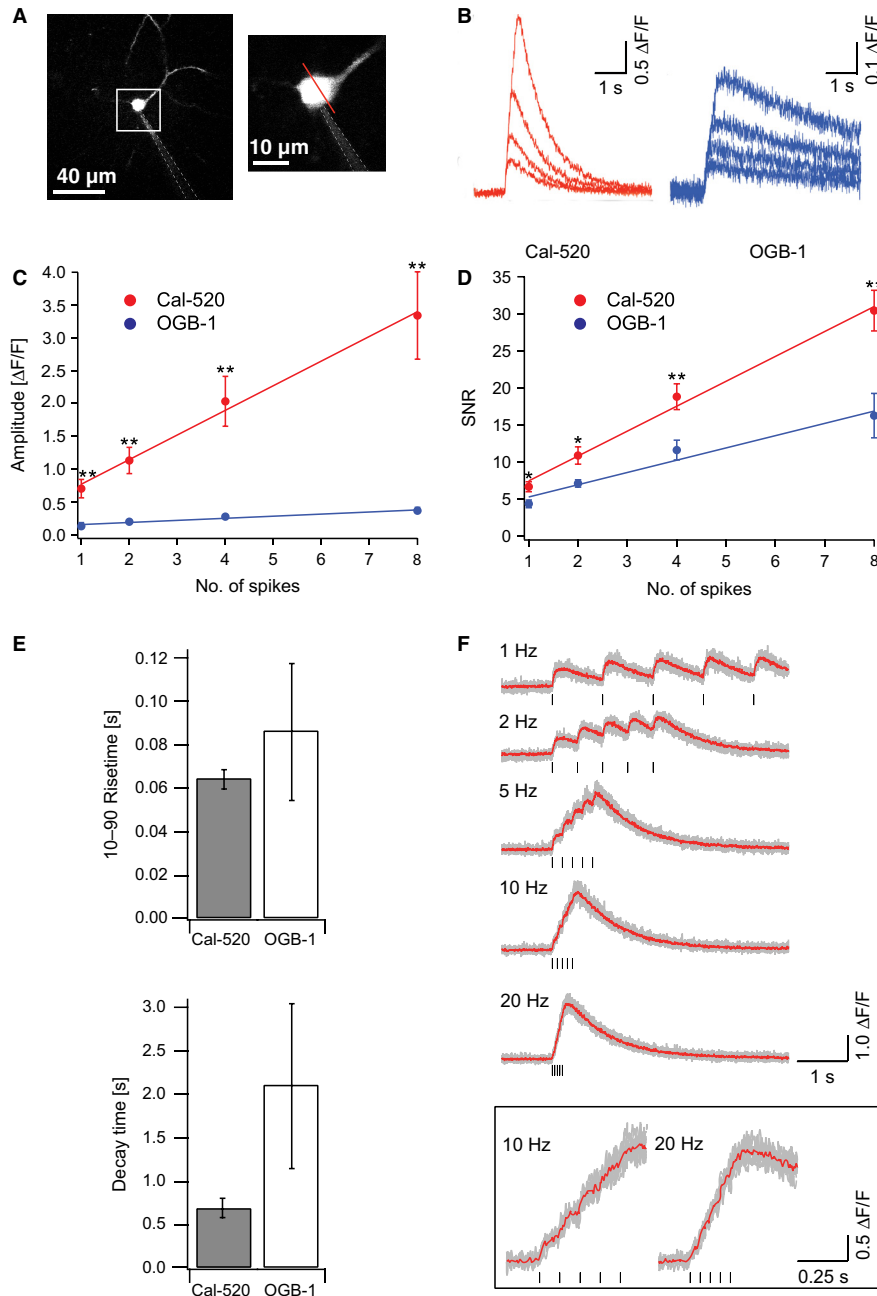 A
40 µm
10 µm
B
1 s
0.5 ΔF/F
1 s
0.1 ΔF/F
Cal-520
OGB-1
C
Amplitude [ΔF/F]
4.0
3.5
3.0
2.5
2.0
1.5
1.0
0.5
0.0
Cal-520
OGB-1
**
**
**
**
1 2 3 4 5 6 7 8
No. of spikes
D
SNR
35
30
25
20
15
10
5
0
Cal-520
OGB-1
*
*
**
**
1 2 3 4 5 6 7 8
No. of spikes
E
10–90 Risetime [s]
0.12
0.10
0.08
0.06
0.04
0.02
0.00
Cal-520 OGB-1
Decay time [s]
3.0
2.5
2.0
1.5
1.0
0.5
0.0
Cal-520 OGB-1
F
1 Hz
2 Hz
5 Hz
10 Hz
20 Hz
1.0 ΔF/F
1 s
10 Hz
20 Hz
0.5 ΔF/F
0.25 s